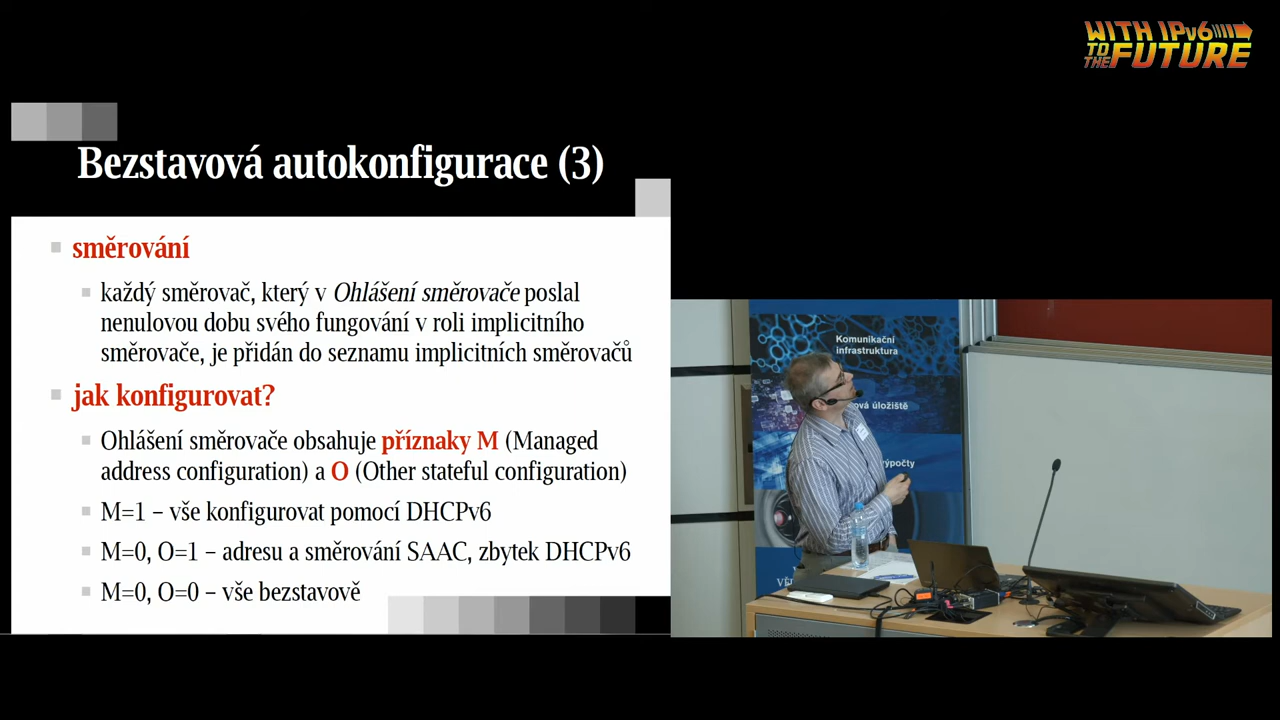 WITH IPv6
TO THE FUTURE
Bezstavová autokonfigurace (3)
směrování
každý směrovač, který v Ohlášení směrovače poslal
nenulovou dobu svého fungování v roli implicitního
směrovače, je přidán do seznamu implicitních směrovačů
jak konfigurovat?
Ohlášení směrovače obsahuje příznaky M (Managed
address configuration) a O (Other stateful configuration)
M=1 – vše konfigurovat pomocí DHCPv6
M=0, O=1 – adresu a směrování SAAC, zbytek DHCPv6
M=0, O=0 – vše bezstavově
Komunikační
infrastruktura
úložiště